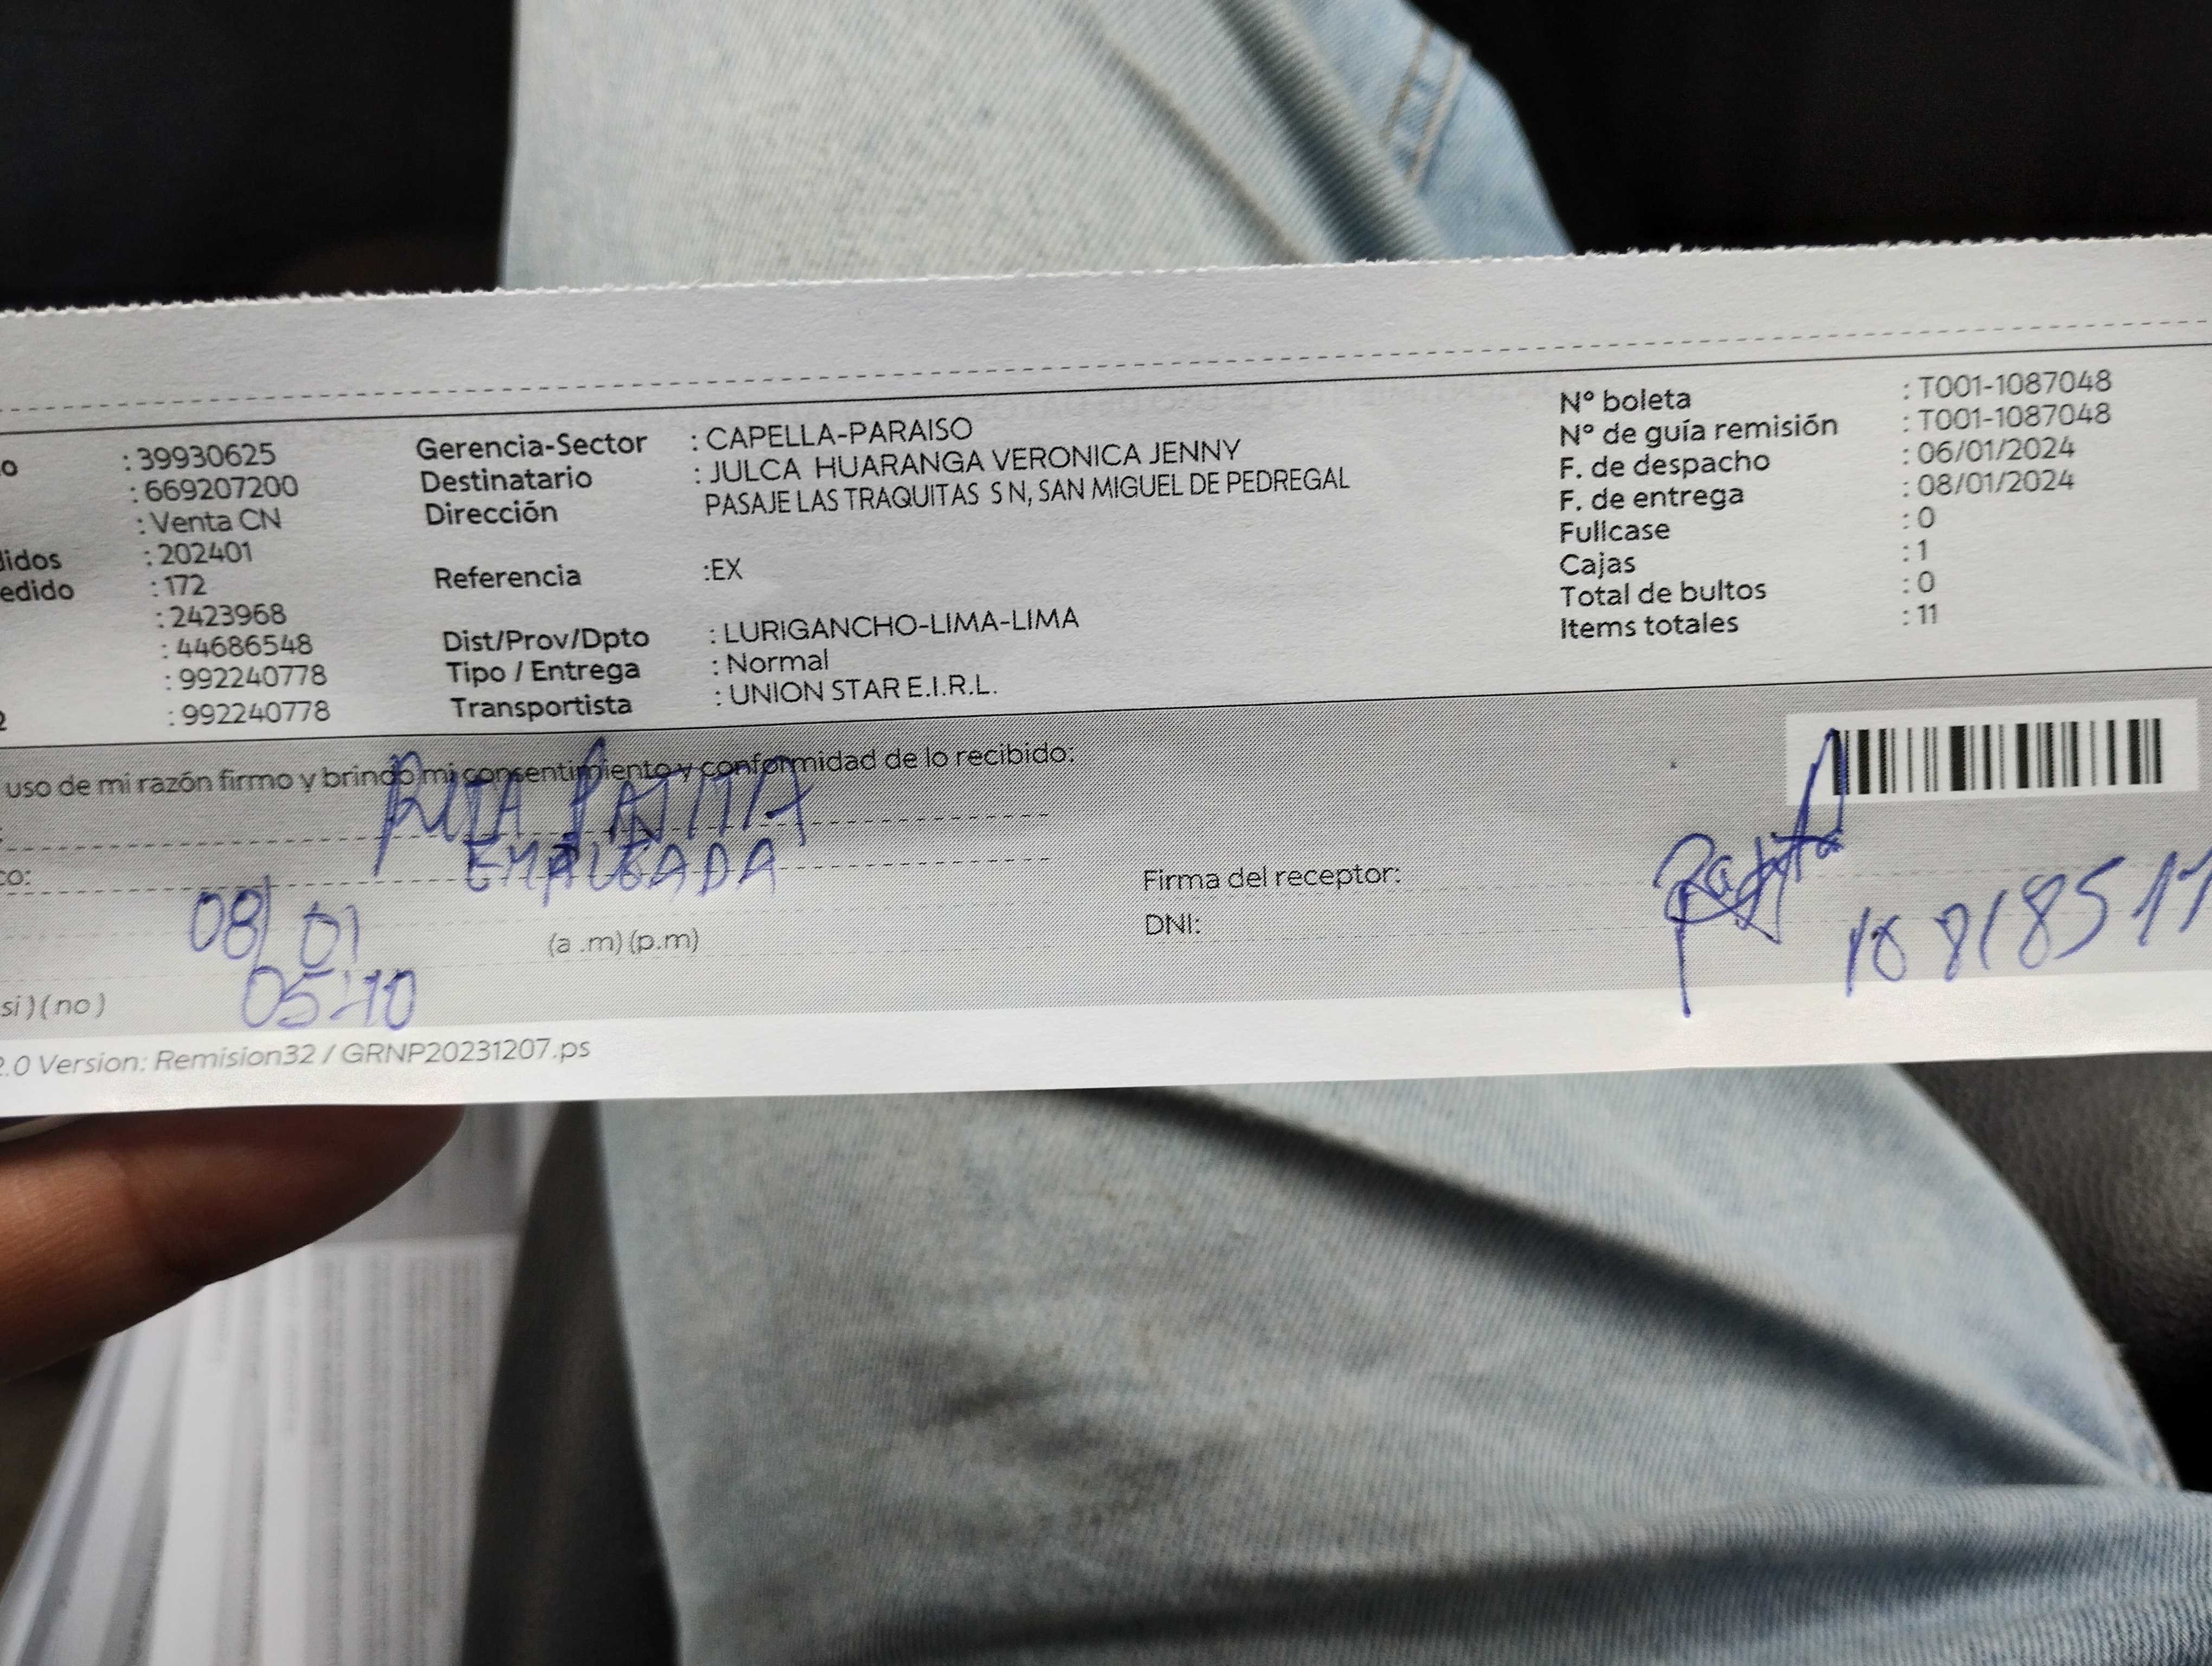 o : 39930625
: 669207200
: Venta CN
lidos : 202401
edido : 172
: 2423968
: 44686548
: 992240778
2 : 992240778
Gerencia-Sector : CAPELLA-PARAISO
Destinatario : JULCA HUARANGA VERONICA JENNY
Dirección PASAJE LAS TRAQUITAS S N, SAN MIGUEL DE PEDREGAL
Referencia :EX
Dist/Prov/Dpto : LURIGANCHO-LIMA-LIMA
Tipo / Entrega : Normal
Transportista : UNION STAR E.I.R.L.
N° boleta : T001-1087048
N° de guía remisión : T001-1087048
F. de despacho : 06/01/2024
F. de entrega : 08/01/2024
Fullcase : 0
Cajas : 1
Total de bultos : 0
Items totales : 11
uso de mi razón firmo y brindo mi consentimiento y conformidad de lo recibido:
EMPLEADA
co:
08/01
(a .m) (p.m)
05:10
si ) ( no )
Firma del receptor:
DNI:
2.0 Version: Remision32 / GRNP20231207.ps